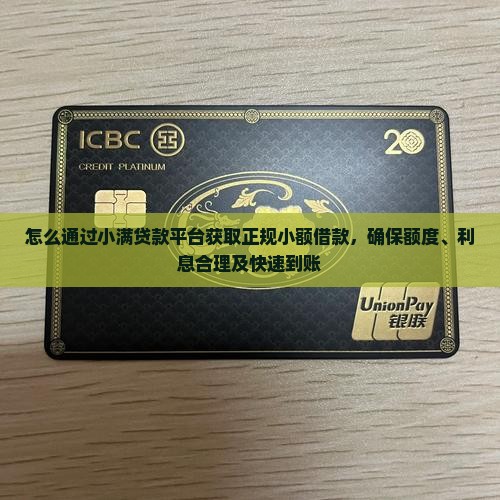 ICBC
20
CREDIT PLATINUM
怎么通过小满贷款平台获取正规小额借款，确保额度、利
息合理及快速到账
UnionPay
银联